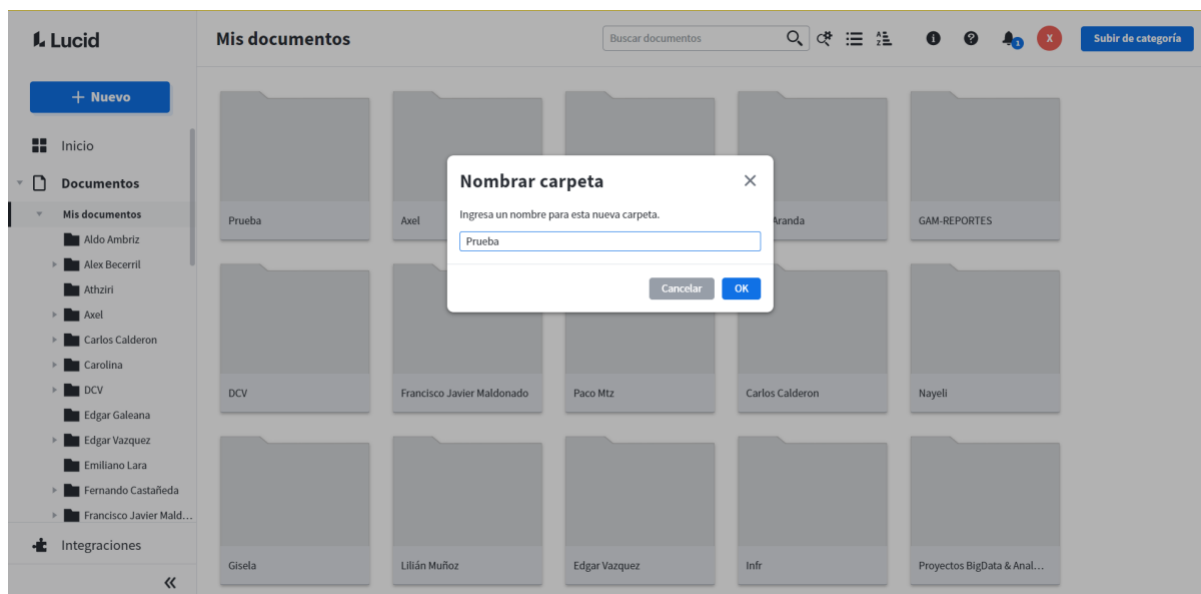 Lucid
Mis documentos
Buscar documentos
1
X
Subir de categoría
+ Nuevo
Inicio
Documentos
Mis documentos
Aldo Ambriz
Alex Becerril
Athziri
Axel
Carlos Calderon
Carolina
DCV
Edgar Galeana
Edgar Vazquez
Emiliano Lara
Fernando Castañeda
Francisco Javier Mald...
Integraciones
Nombrar carpeta
Ingresa un nombre para esta nueva carpeta.
Prueba
Cancelar
OK
Prueba
Axel
Aranda
GAM-REPORTES
DCV
Francisco Javier Maldonado
Paco Mtz
Carlos Calderon
Nayeli
Gisela
Lilián Muñoz
Edgar Vazquez
Infr
Proyectos BigData & Anal...